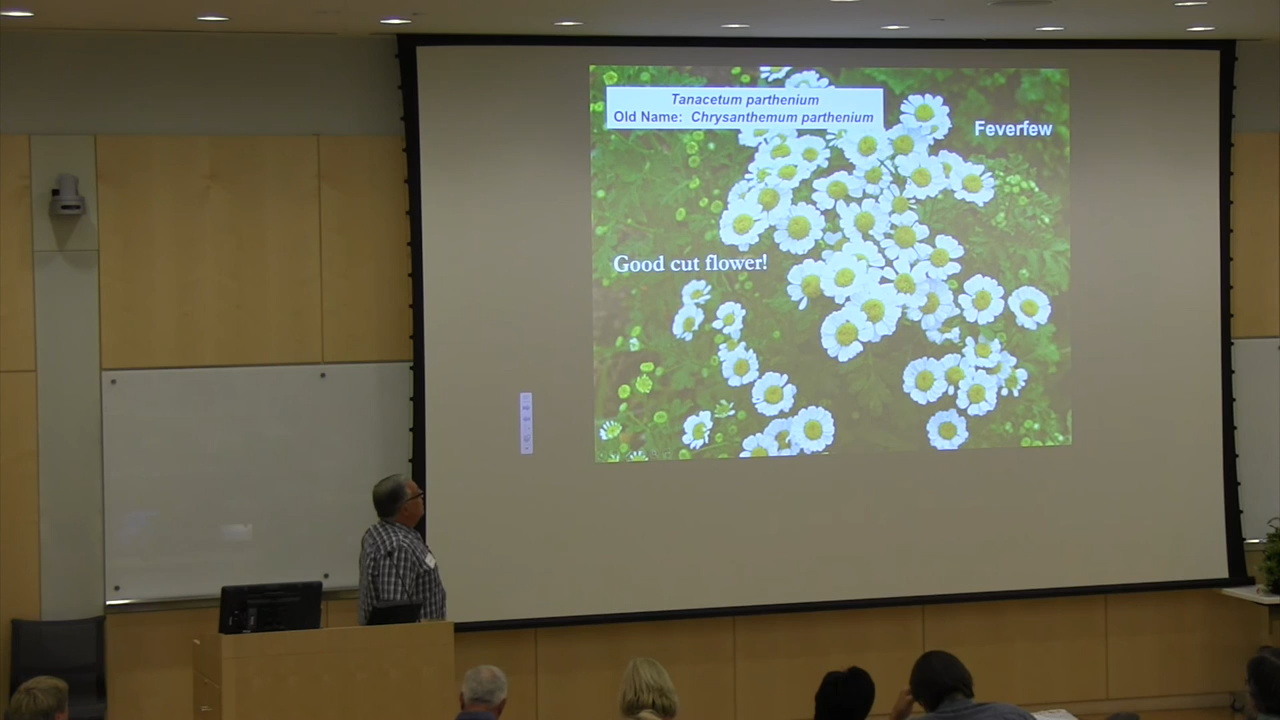 Tanacetum parthenium
Old Name: Chrysanthemum parthenium
Feverfew
Good cut flower!